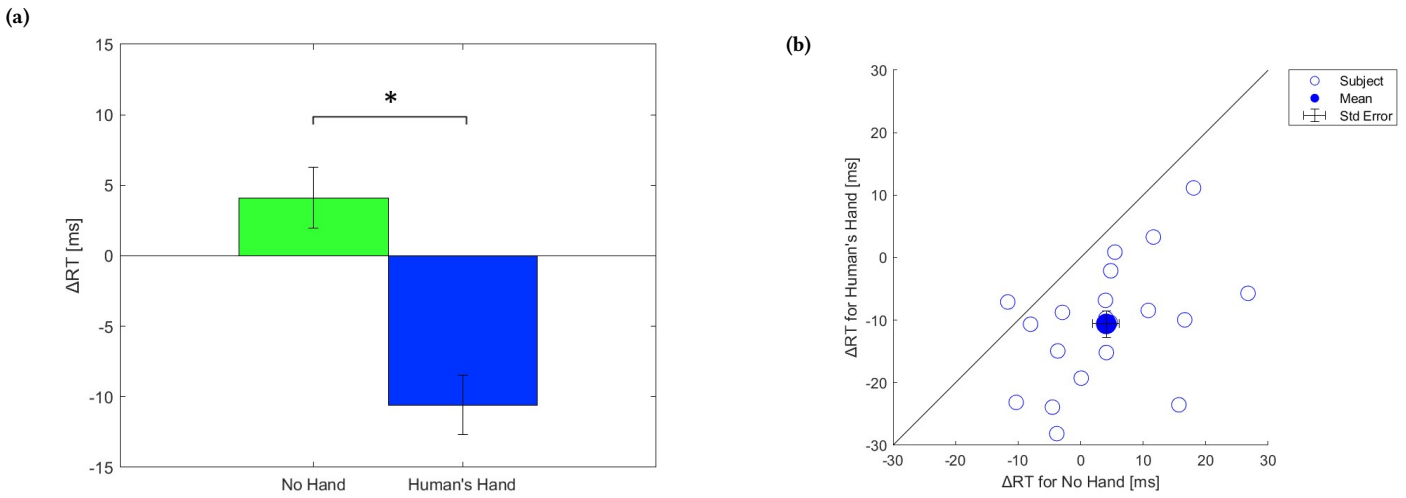 (a)
15
10
5
0
-5
-10
-15
ΔRT [ms]
*
No Hand
Human's Hand
(b)
30
20
10
0
-10
-20
-30
ΔRT for Human's Hand [ms]
-30
-20
-10
0
10
20
30
ΔRT for No Hand [ms]
Subject
Mean
Std Error